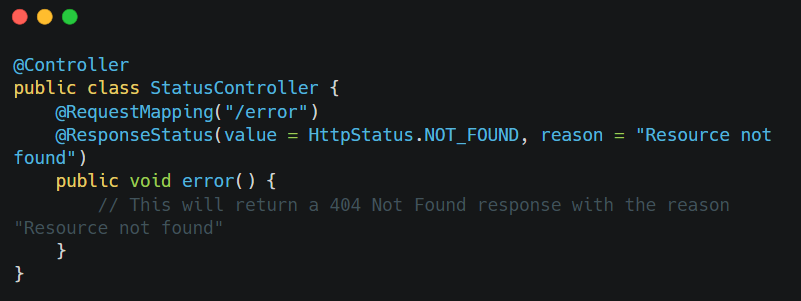 @Controller
public class StatusController {
    @RequestMapping("/error")
    @ResponseStatus(value = HttpStatus.NOT_FOUND, reason = "Resource not
found")
    public void error() {
        // This will return a 404 Not Found response with the reason
"Resource not found"
    }
}